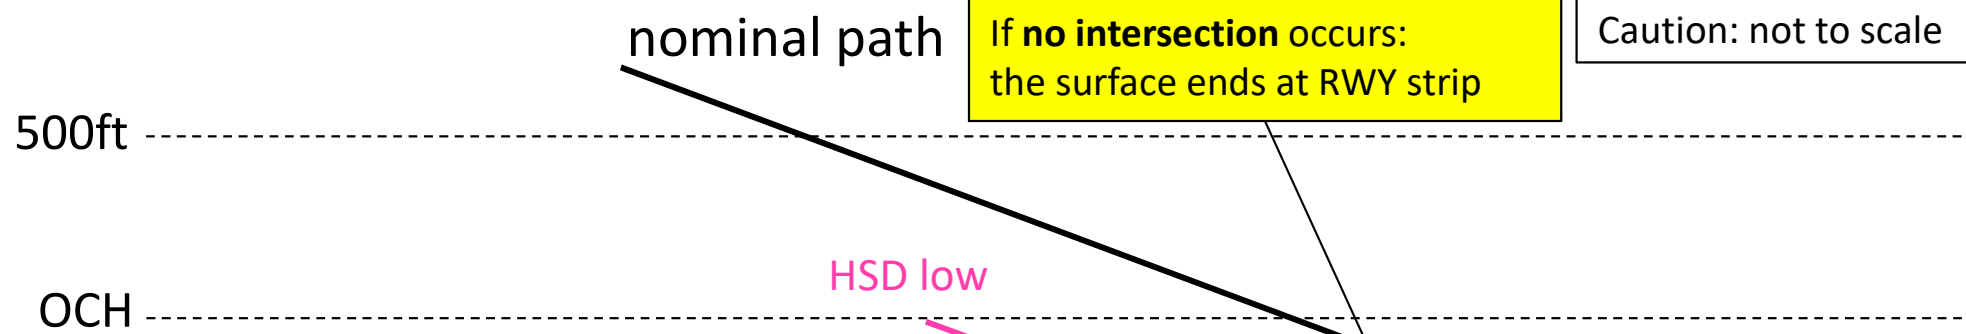 nominal path
If no intersection occurs:
the surface ends at RWY strip
Caution: not to scale
500ft
HSD low
OCH